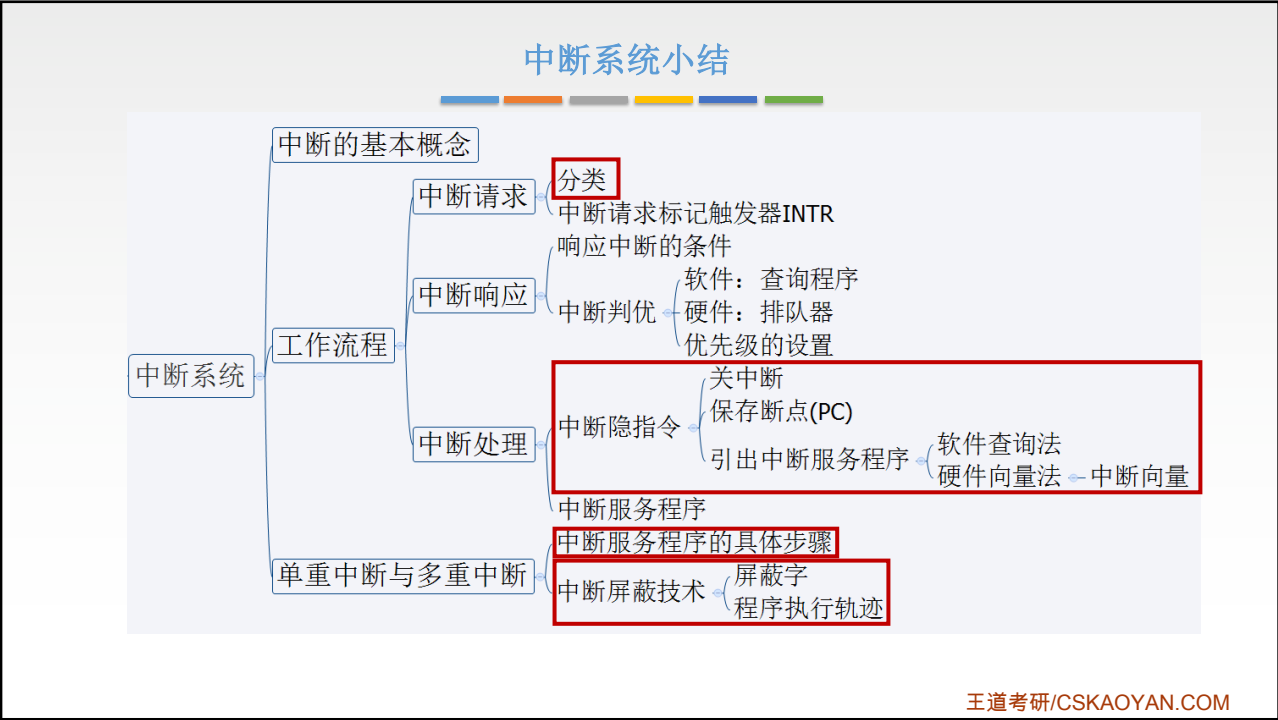 中断系统小结
中断的基本概念
分类
中断请求
中断请求标记触发器INTR
响应中断的条件
软件：查询程序
中断响应
中断判优
硬件：排队器
优先级的设置
工作流程
中断系统
关中断
保存断点(PC)
中断隐指令
引出中断服务程序
软件查询法
硬件向量法
中断向量
中断处理
中断服务程序
中断服务程序的具体步骤
单重中断与多重中断
中断屏蔽技术
屏蔽字
程序执行轨迹
王道考研/CSKAOYAN.COM